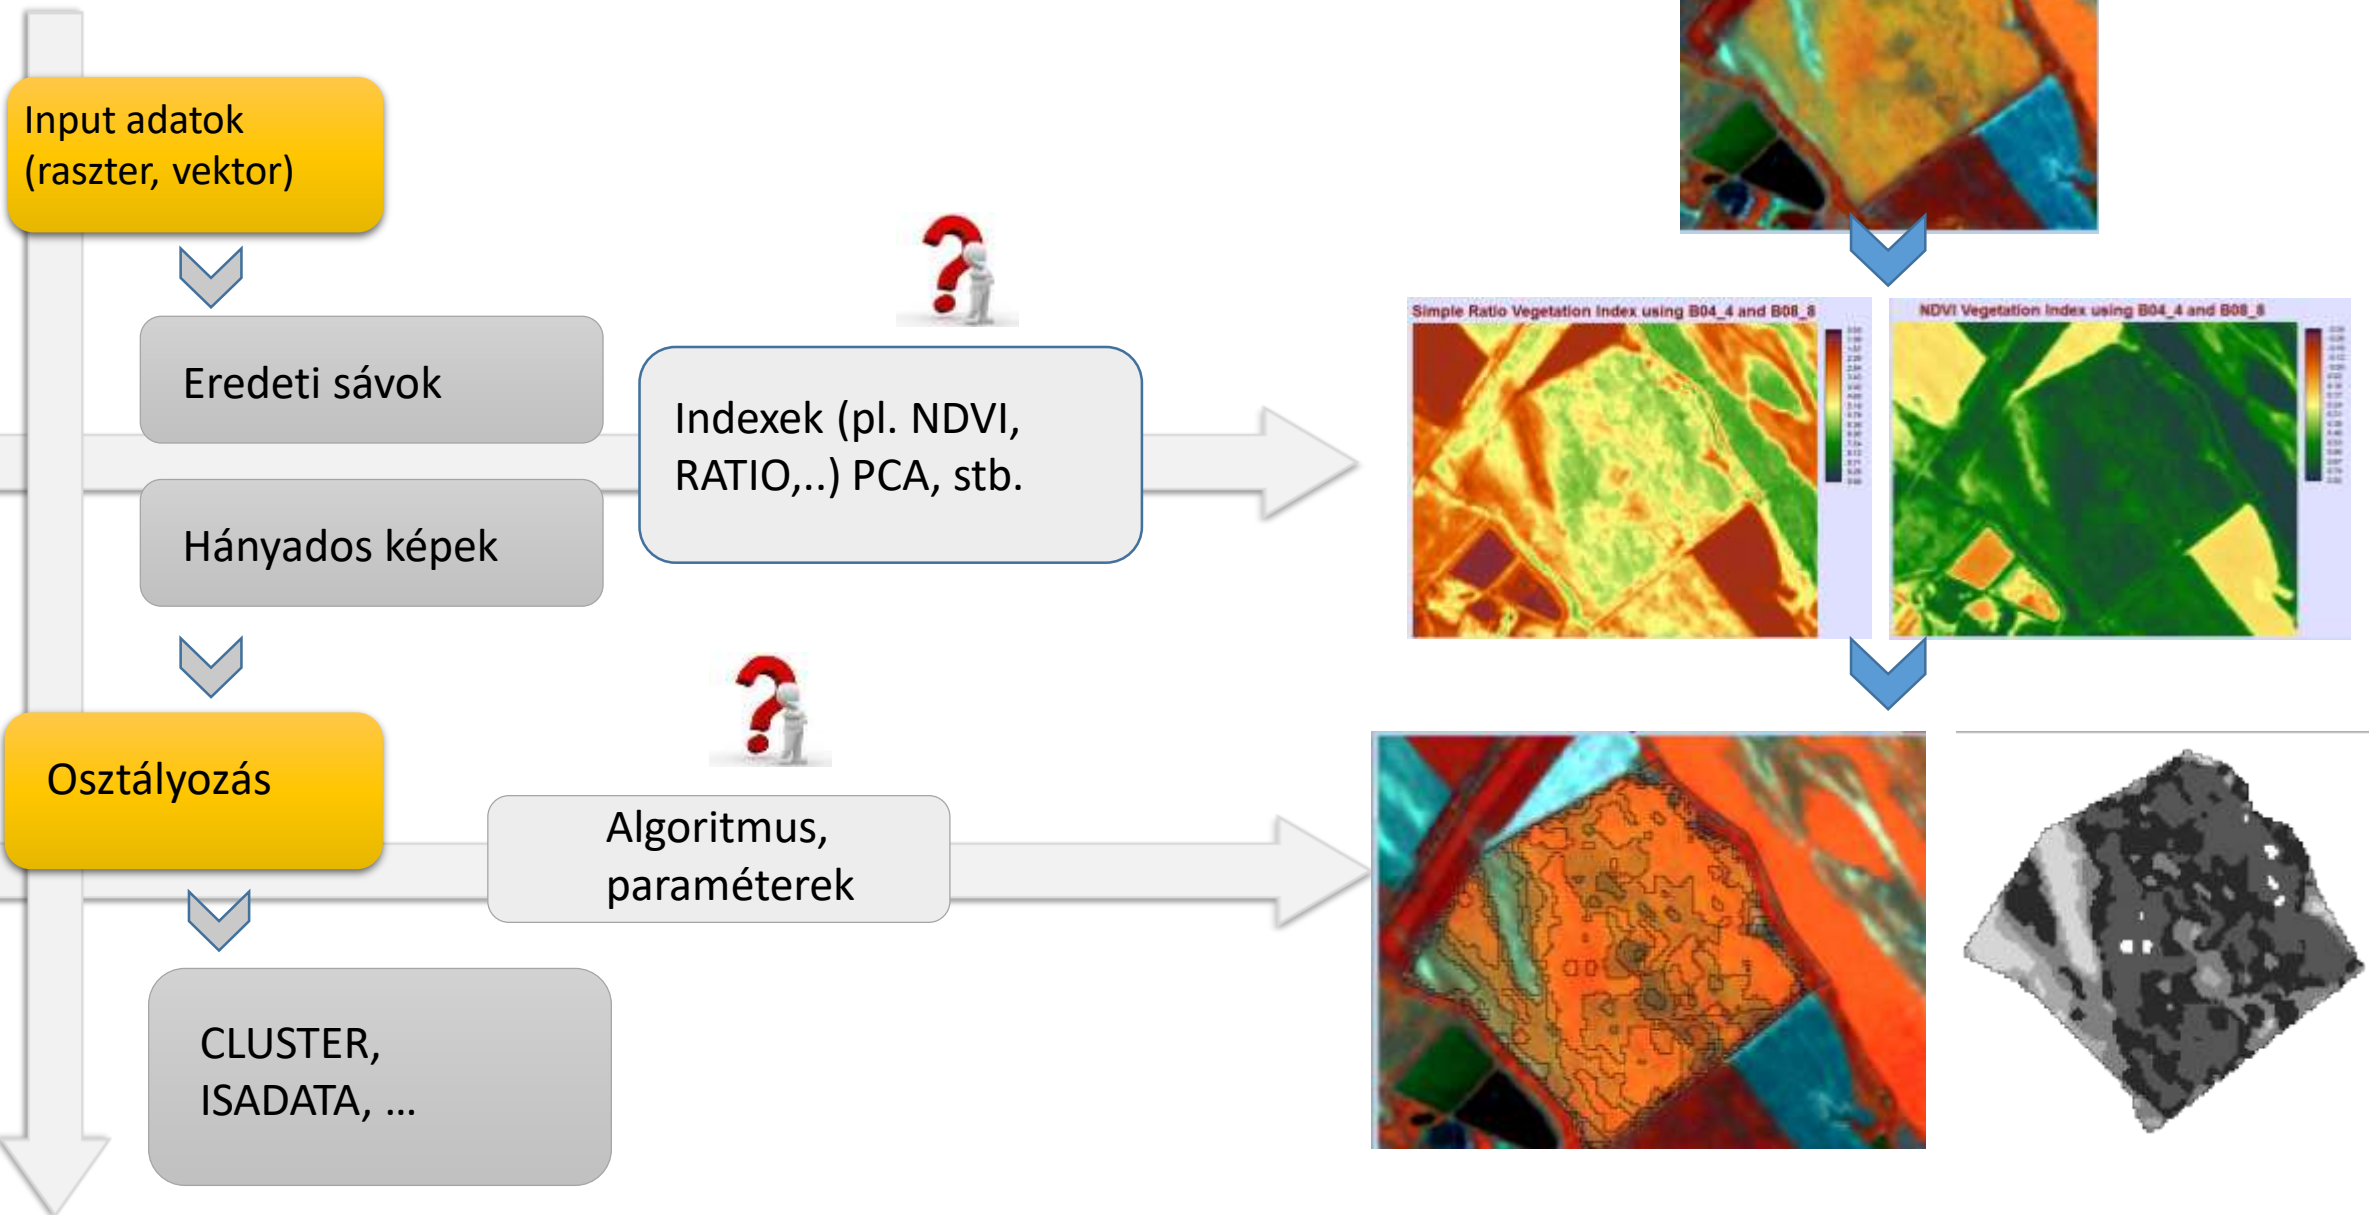 Input adatok
(raszter, vektor)
Eredeti sávok
Hányados képek
Indexek (pl. NDVI,
RATIO,..) PCA, stb.
Simple Ratio Vegetation Index using B04_4 and B08_8
NDVI Vegetation Index using B04_4 and B08_8
Osztályozás
Algoritmus,
paraméterek
CLUSTER,
ISADATA, ...